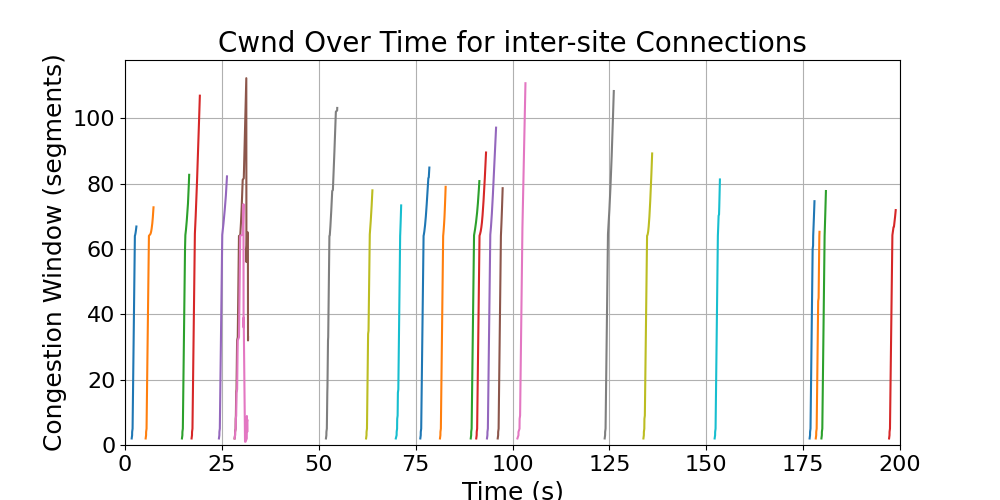 Cwnd Over Time for inter-site Connections
Congestion Window (segments)
100
80
60
40
20
0
0 25 50 75 100 125 150 175 200
Time (s)